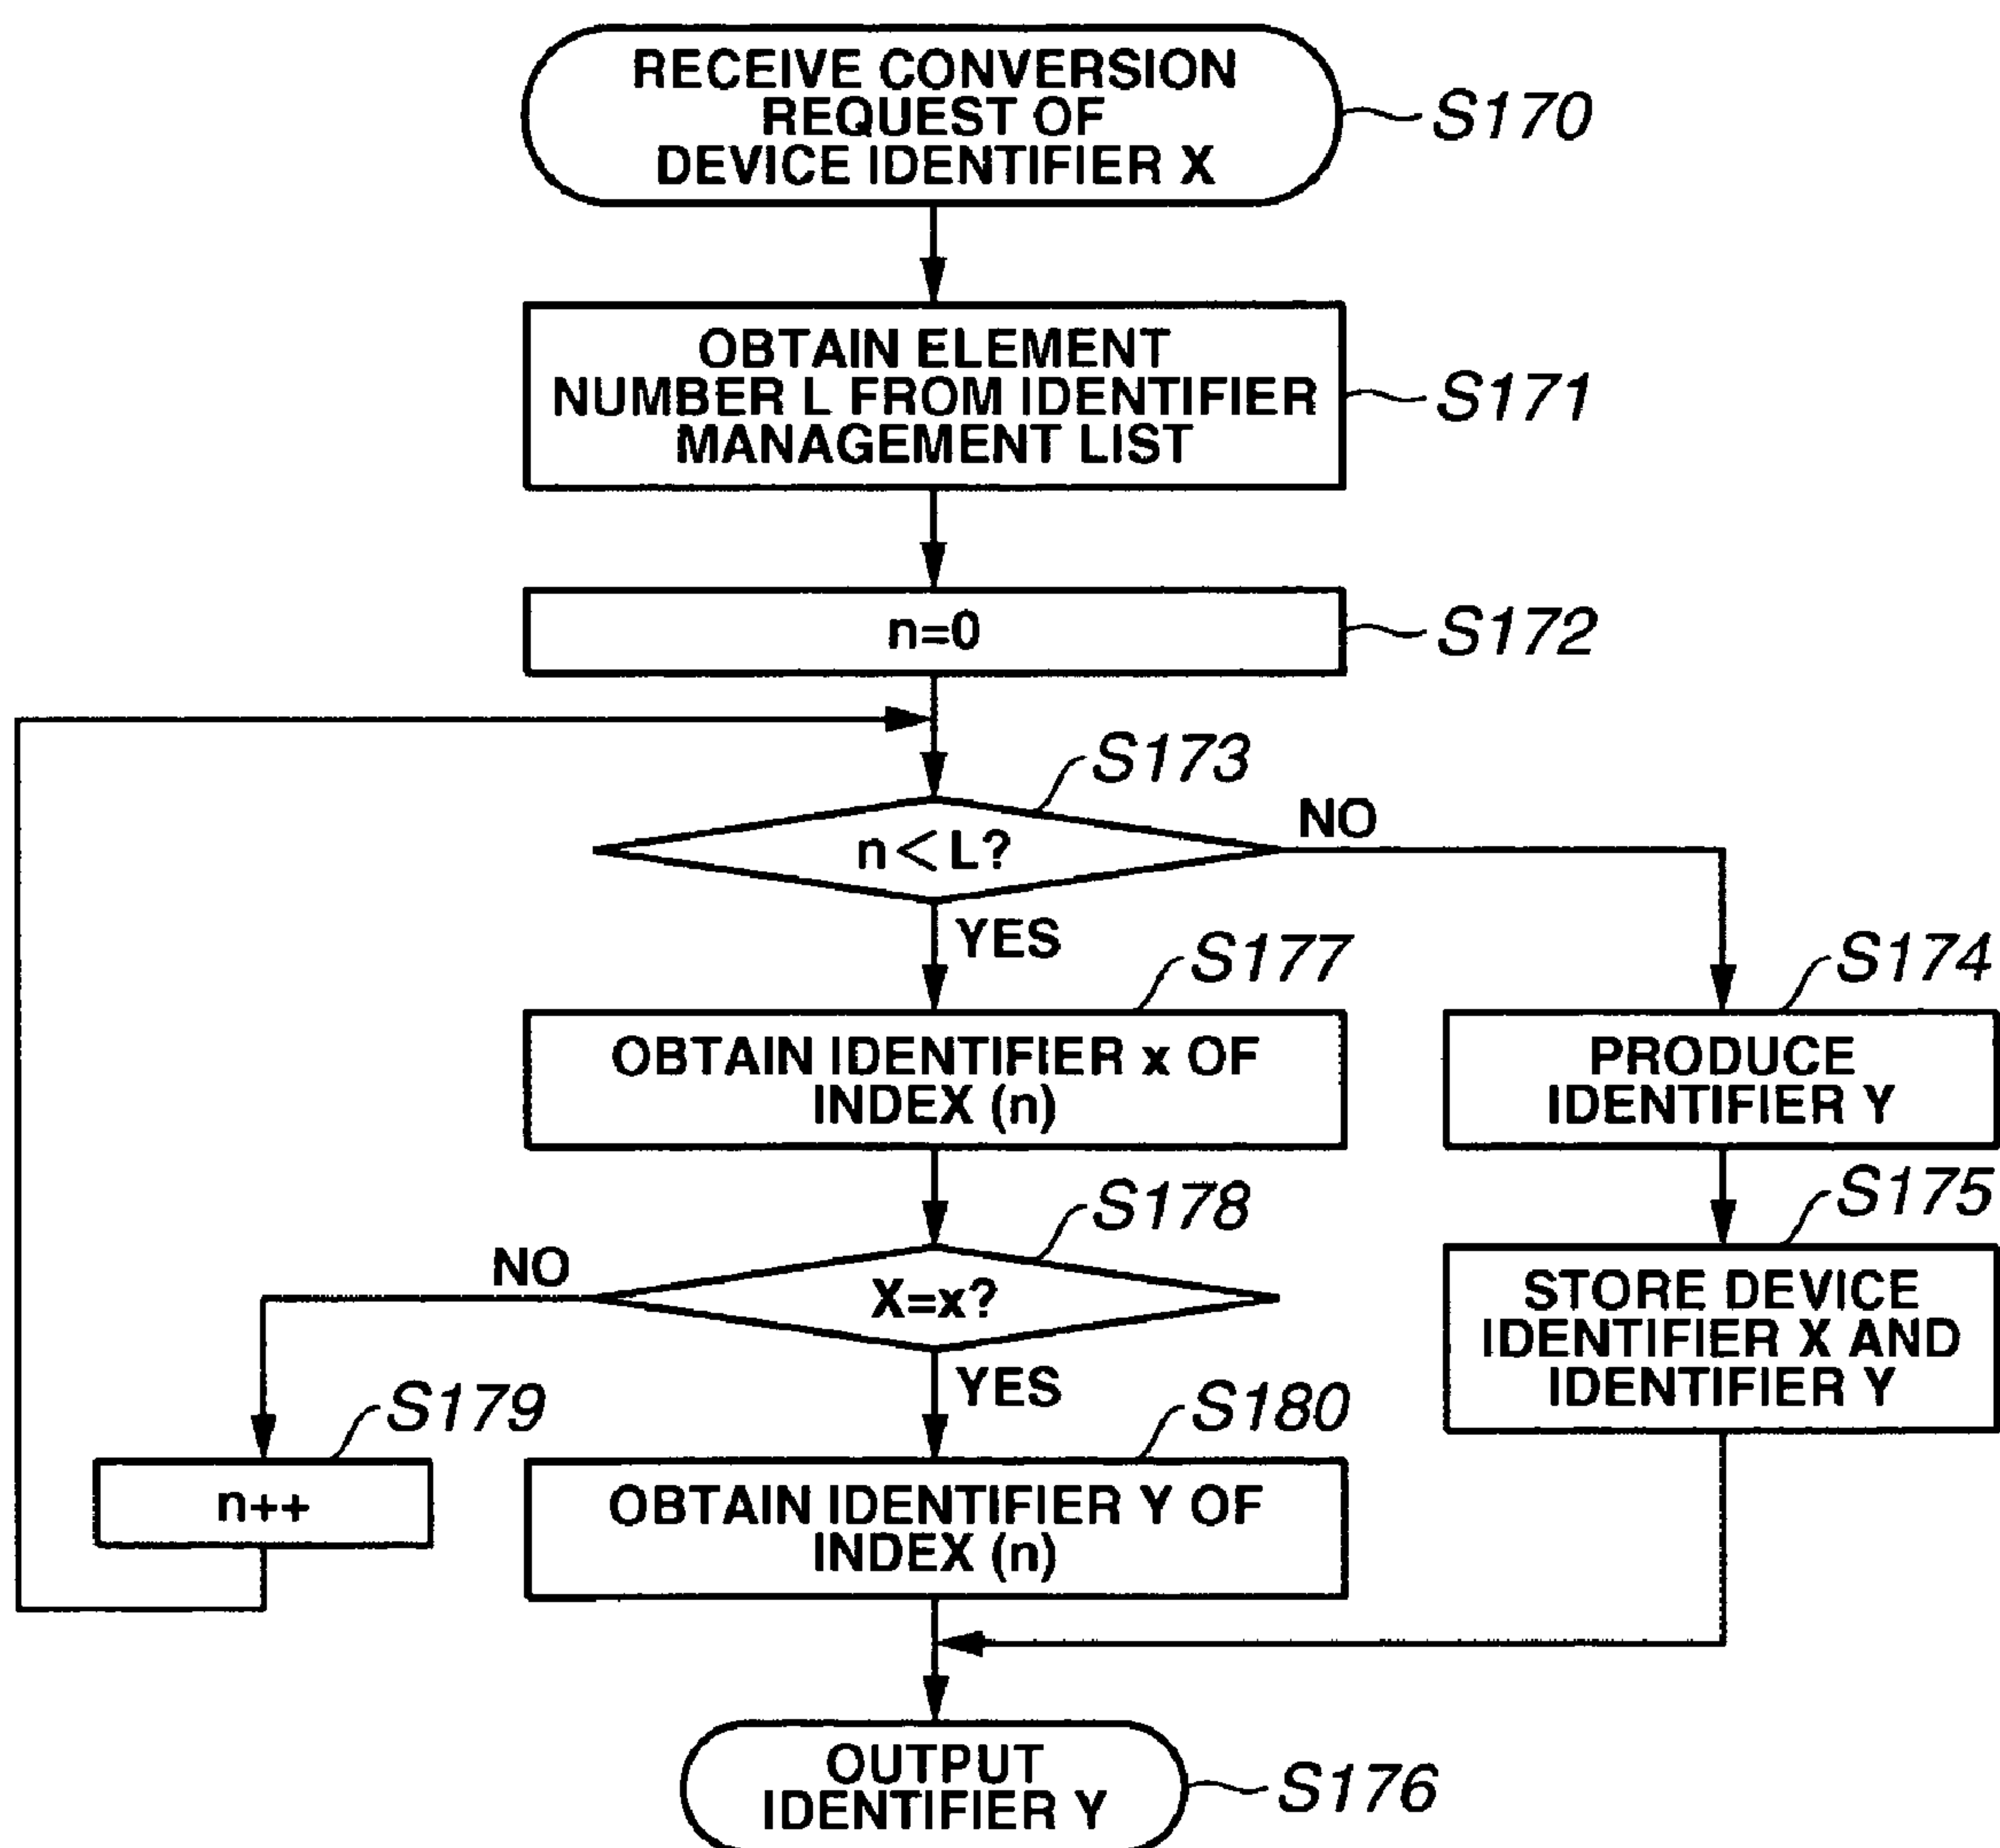 RECEIVE CONVERSION
REQUEST OF
DEVICE IDENTIFIER X
S170
OBTAIN ELEMENT
NUMBER L FROM IDENTIFIER
MANAGEMENT LIST
S171
n=0
S172
S173
n<L?
NO
YES
S177
OBTAIN IDENTIFIER x OF
INDEX (n)
S174
PRODUCE
IDENTIFIER Y
S178
X=x?
NO
YES
S175
STORE DEVICE
IDENTIFIER X AND
IDENTIFIER Y
S179
n++
S180
OBTAIN IDENTIFIER Y OF
INDEX (n)
OUTPUT
IDENTIFIER Y
S176